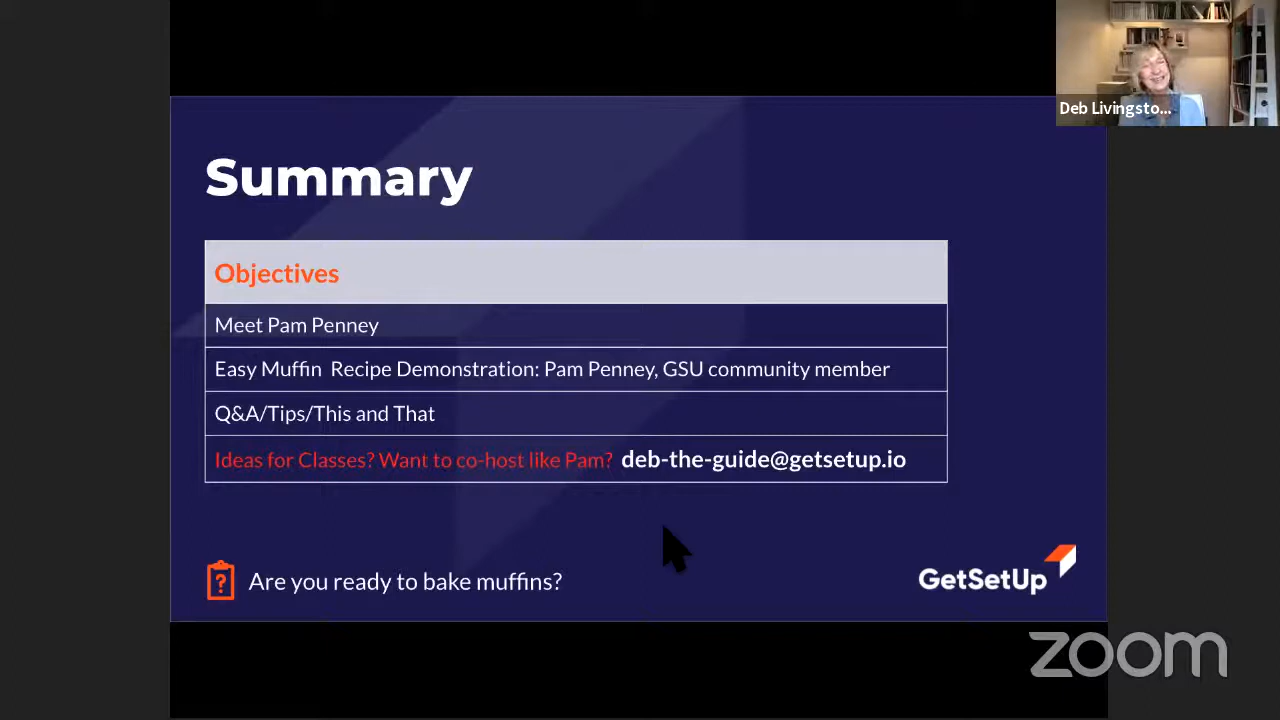 Deb Livingsto...
Summary
Objectives
Meet Pam Penney
Easy Muffin Recipe Demonstration: Pam Penney, GSU community member
Q&A/Tips/This and That
Ideas for Classes? Want to co-host like Pam? deb-the-guide@getsetup.io
?
Are you ready to bake muffins?
GetSetUp
zoom